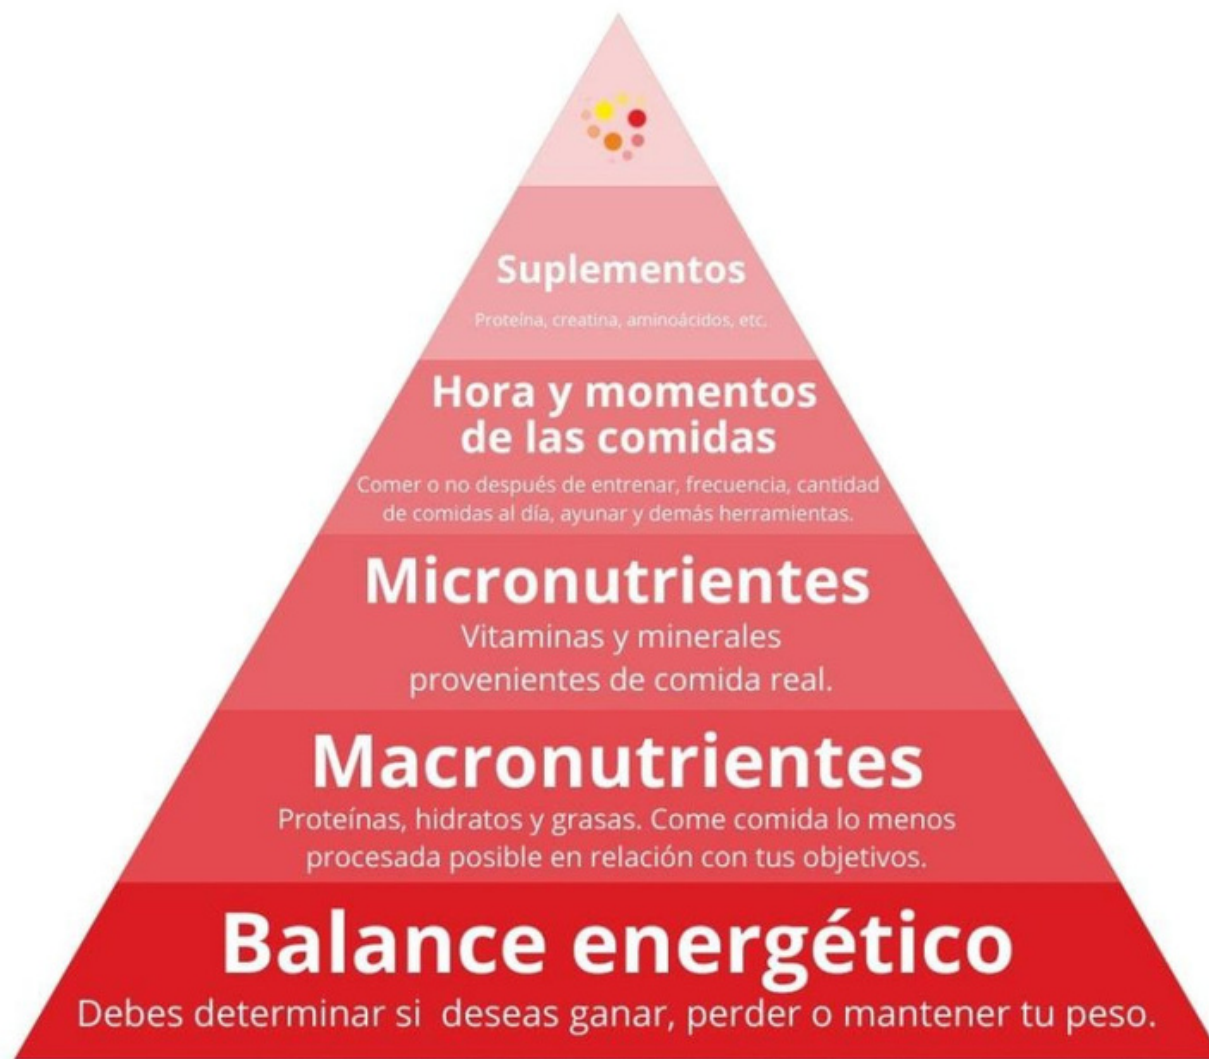 Suplementos
Proteína, creatina, aminoácidos, etc.
Hora y momentos
de las comidas
Comer o no después de entrenar, frecuencia, cantidad
de comidas al día, ayunar y demás herramientas.
Micronutrientes
Vitaminas y minerales
provenientes de comida real.
Macronutrientes
Proteínas, hidratos y grasas. Come comida lo menos
procesada posible en relación con tus objetivos.
Balance energético
Debes determinar si deseas ganar, perder o mantener tu peso.